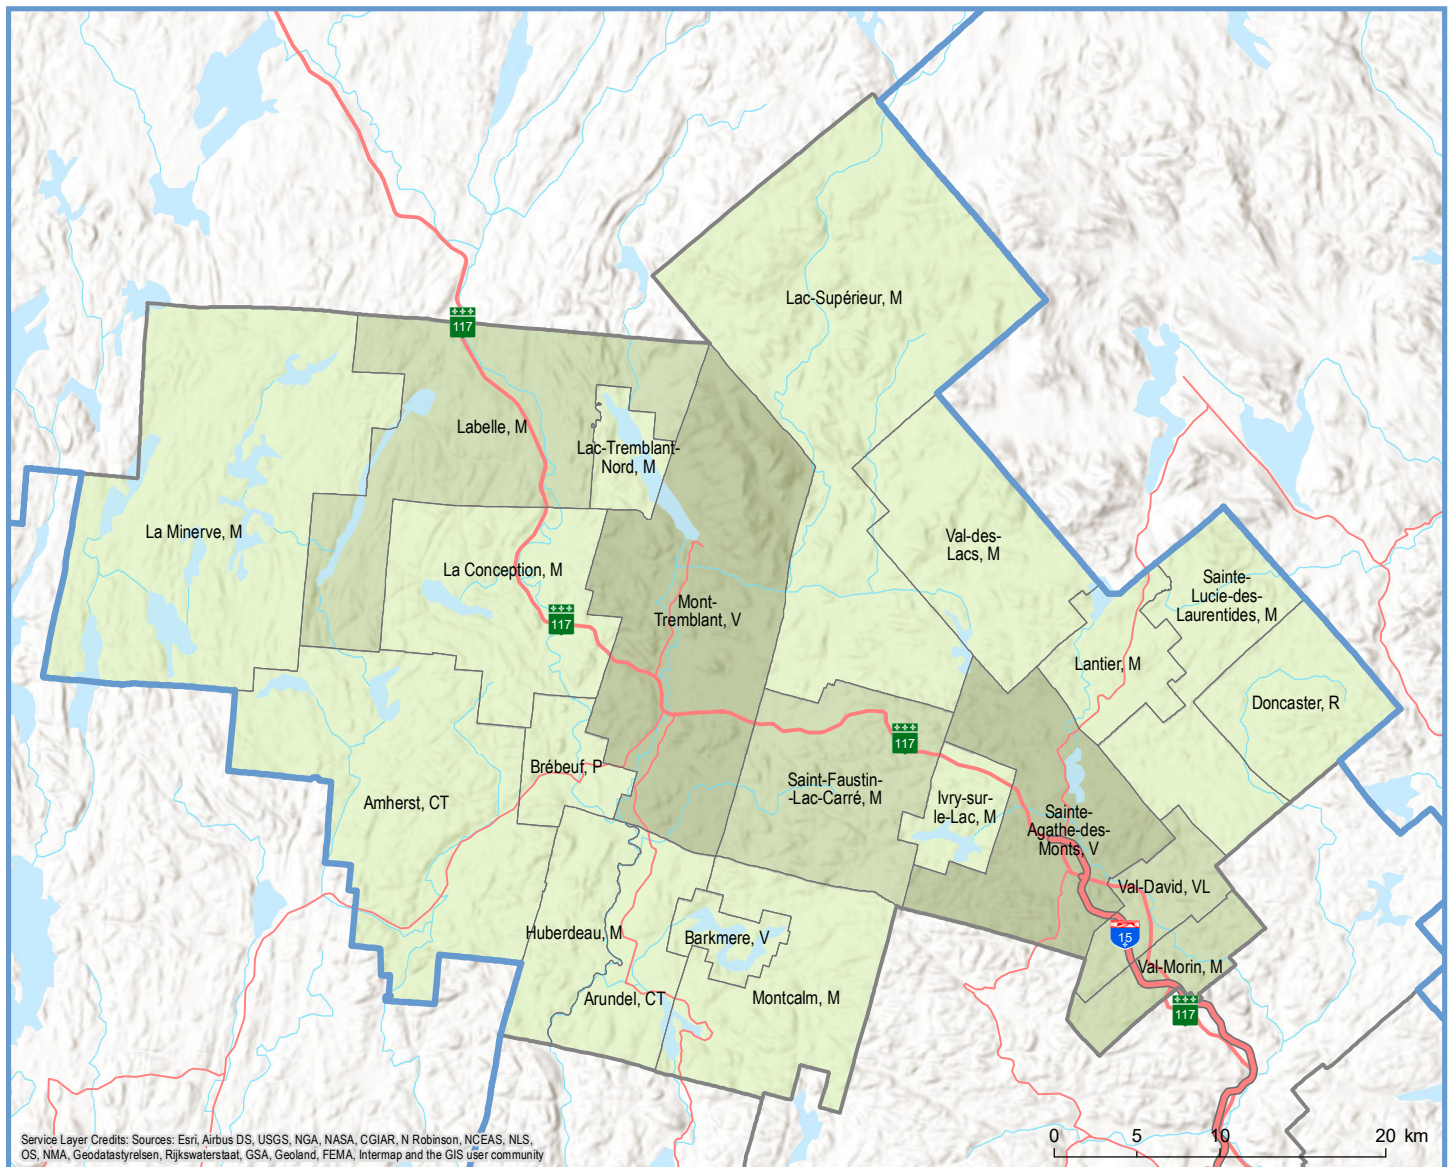 Lac-Supérieur, M
117
Labelle, M
Lac-Tremblant-
Nord, M
La Minerve, M
Val-des-
Lacs, M
La Conception, M
Sainte-
Lucie-des-
Laurentides, M
Mont-
Tremblant, V
117
Lantier, M
Doncaster, R
117
Brébeuf, P
Saint-Faustin-
-Lac-Carré, M
Ivry-sur-
le-Lac, M
Amherst, CT
Sainte-
Agathe-des-
Monts, V
Val-David, VL
Huberdeau, M
Barkmere, V
15
Val-Morin, M
Arundel, CT
Montcalm, M
117
0 5 10 20 km
Service Layer Credits: Sources: Esri, Airbus DS, USGS, NGA, NASA, CGIAR, N Robinson, NCEAS, NLS,
OS, NMA, Geodatastyrelsen, Rijkswaterstaat, GSA, Geoland, FEMA, Intermap and the GIS user community